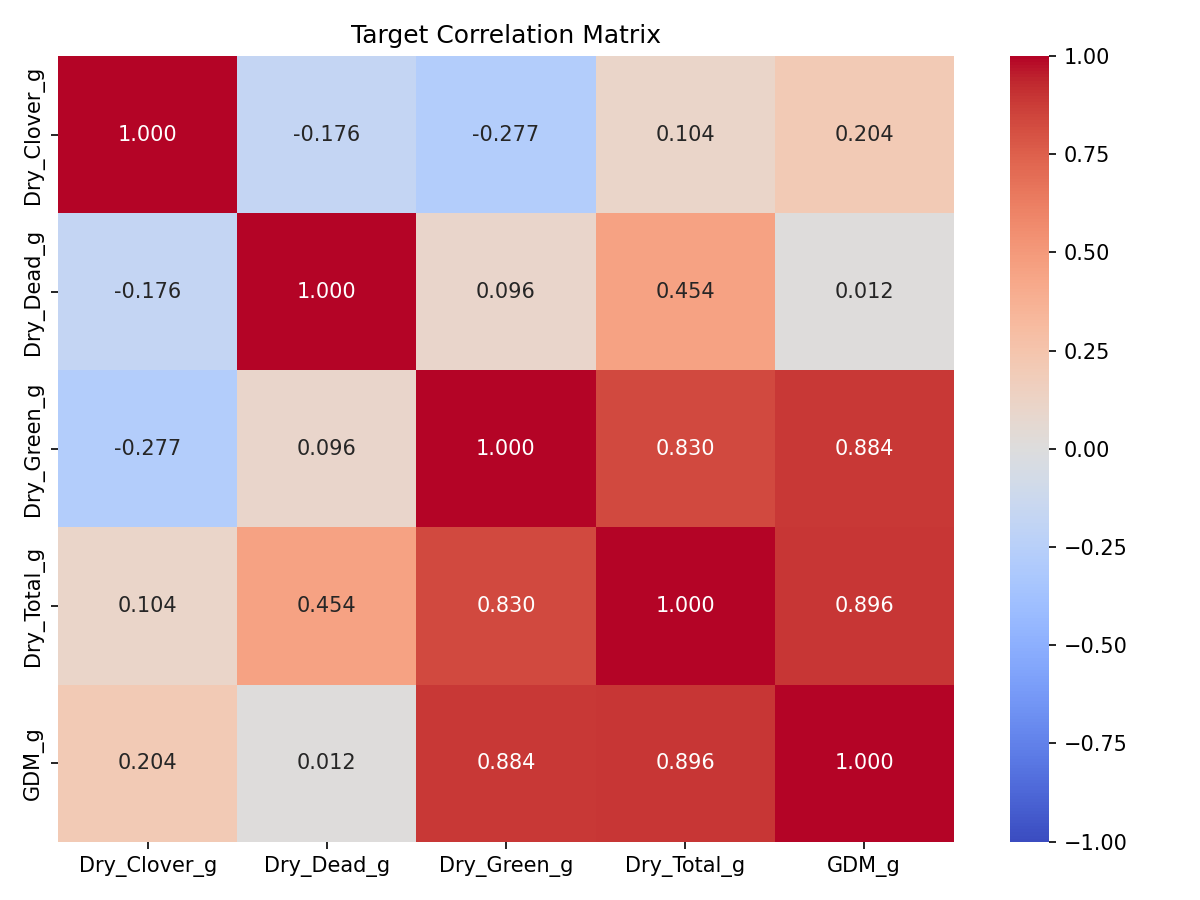 Target Correlation Matrix
Dry_Clover_g
1.000 -0.176 -0.277 0.104 0.204
Dry_Dead_g
-0.176 1.000 0.096 0.454 0.012
Dry_Green_g
-0.277 0.096 1.000 0.830 0.884
Dry_Total_g
0.104 0.454 0.830 1.000 0.896
GDM_g
0.204 0.012 0.884 0.896 1.000
Dry_Clover_g Dry_Dead_g Dry_Green_g Dry_Total_g GDM_g
1.00
0.75
0.50
0.25
0.00
−0.25
−0.50
−0.75
−1.00